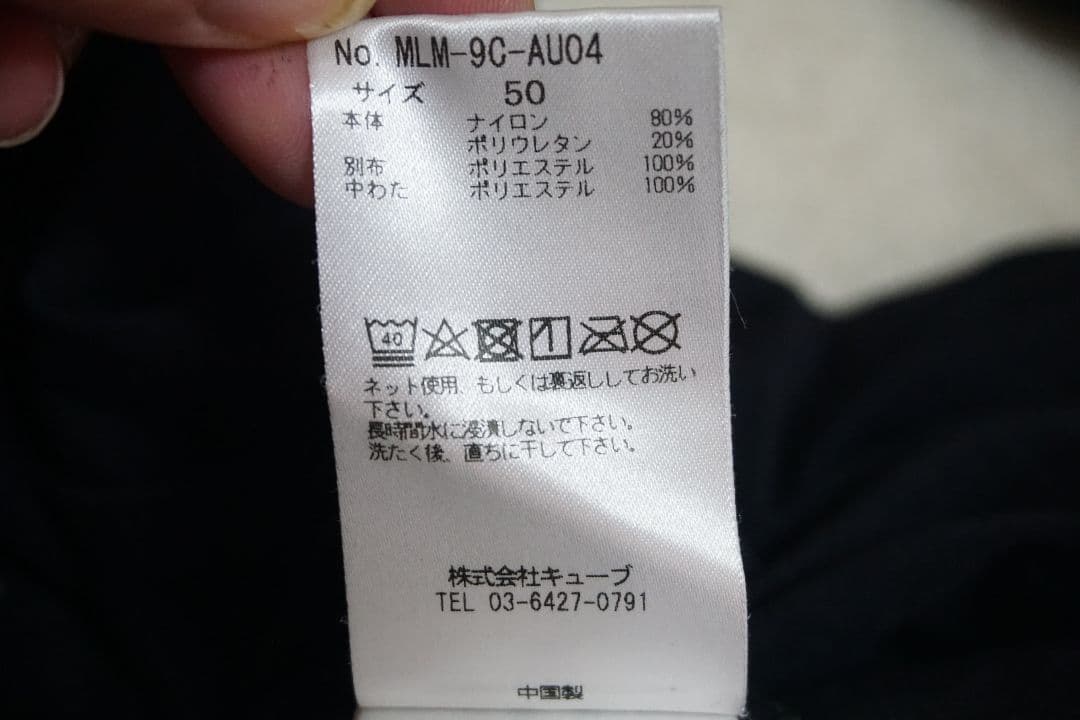 No. MLM-9C-AU04
サイズ 50
本体 ナイロン 80%
ポリウレタン 20%
別布 ポリエステル 100%
中わた ポリエステル 100%
40
ネット使用、もしくは裏返ししてお洗い
下さい。
長時間水に浸漬しないで下さい。
洗たく後、直ちに干して下さい。
株式会社キューブ
TEL 03-6427-0791
中国製